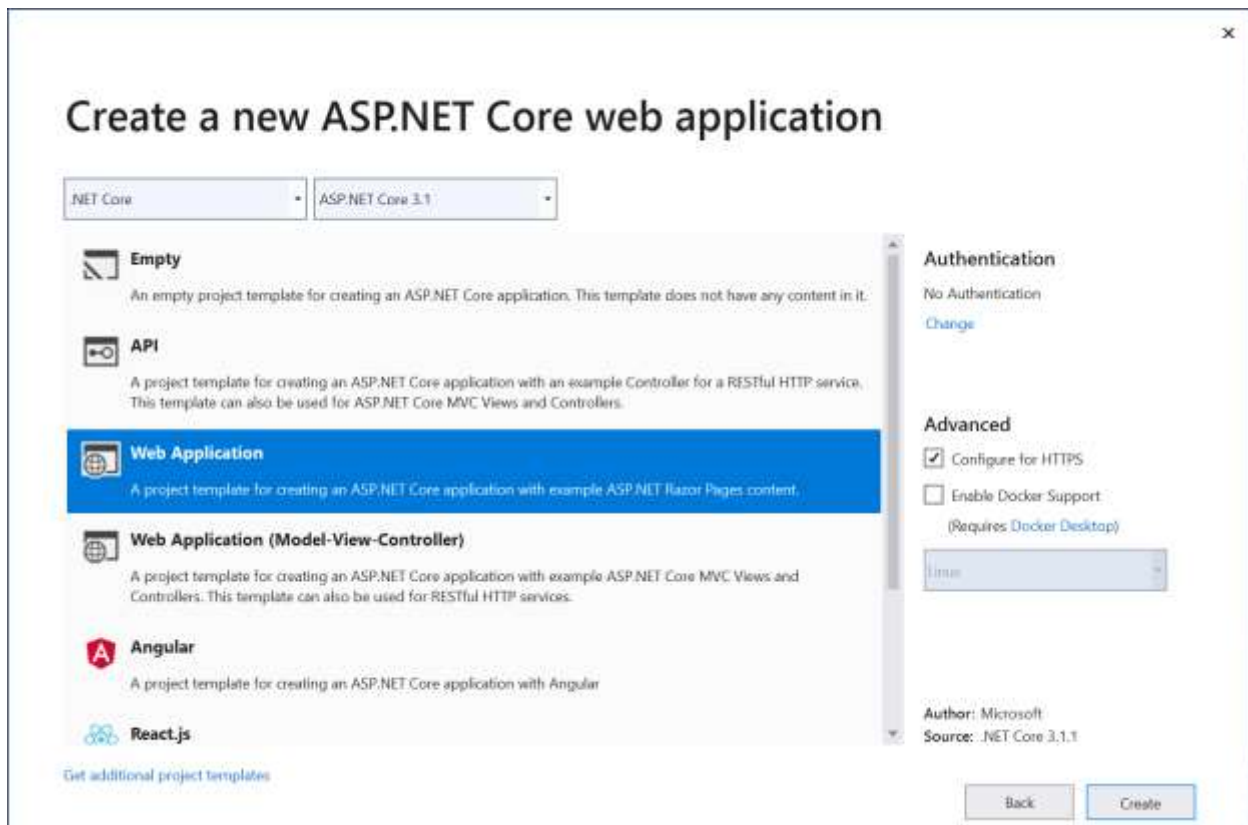 Create a new ASP.NET Core web application
.NET Core
ASP.NET Core 3.1
Empty
An empty project template for creating an ASP.NET Core application. This template does not have any content in it.
API
A project template for creating an ASP.NET Core application with an example Controller for a RESTful HTTP service.
This template can also be used for ASP.NET Core MVC Views and Controllers.
Web Application
A project template for creating an ASP.NET Core application with example ASP.NET Razor Pages content.
Web Application (Model-View-Controller)
A project template for creating an ASP.NET Core application with example ASP.NET Core MVC Views and
Controllers. This template can also be used for RESTful HTTP services.
Angular
A project template for creating an ASP.NET Core application with Angular
React.js
Get additional project templates
Authentication
No Authentication
Change
Advanced
Configure for HTTPS
Enable Docker Support
(Requires Docker Desktop)
Linux
Author: Microsoft
Source: .NET Core 3.1.1
Back
Create